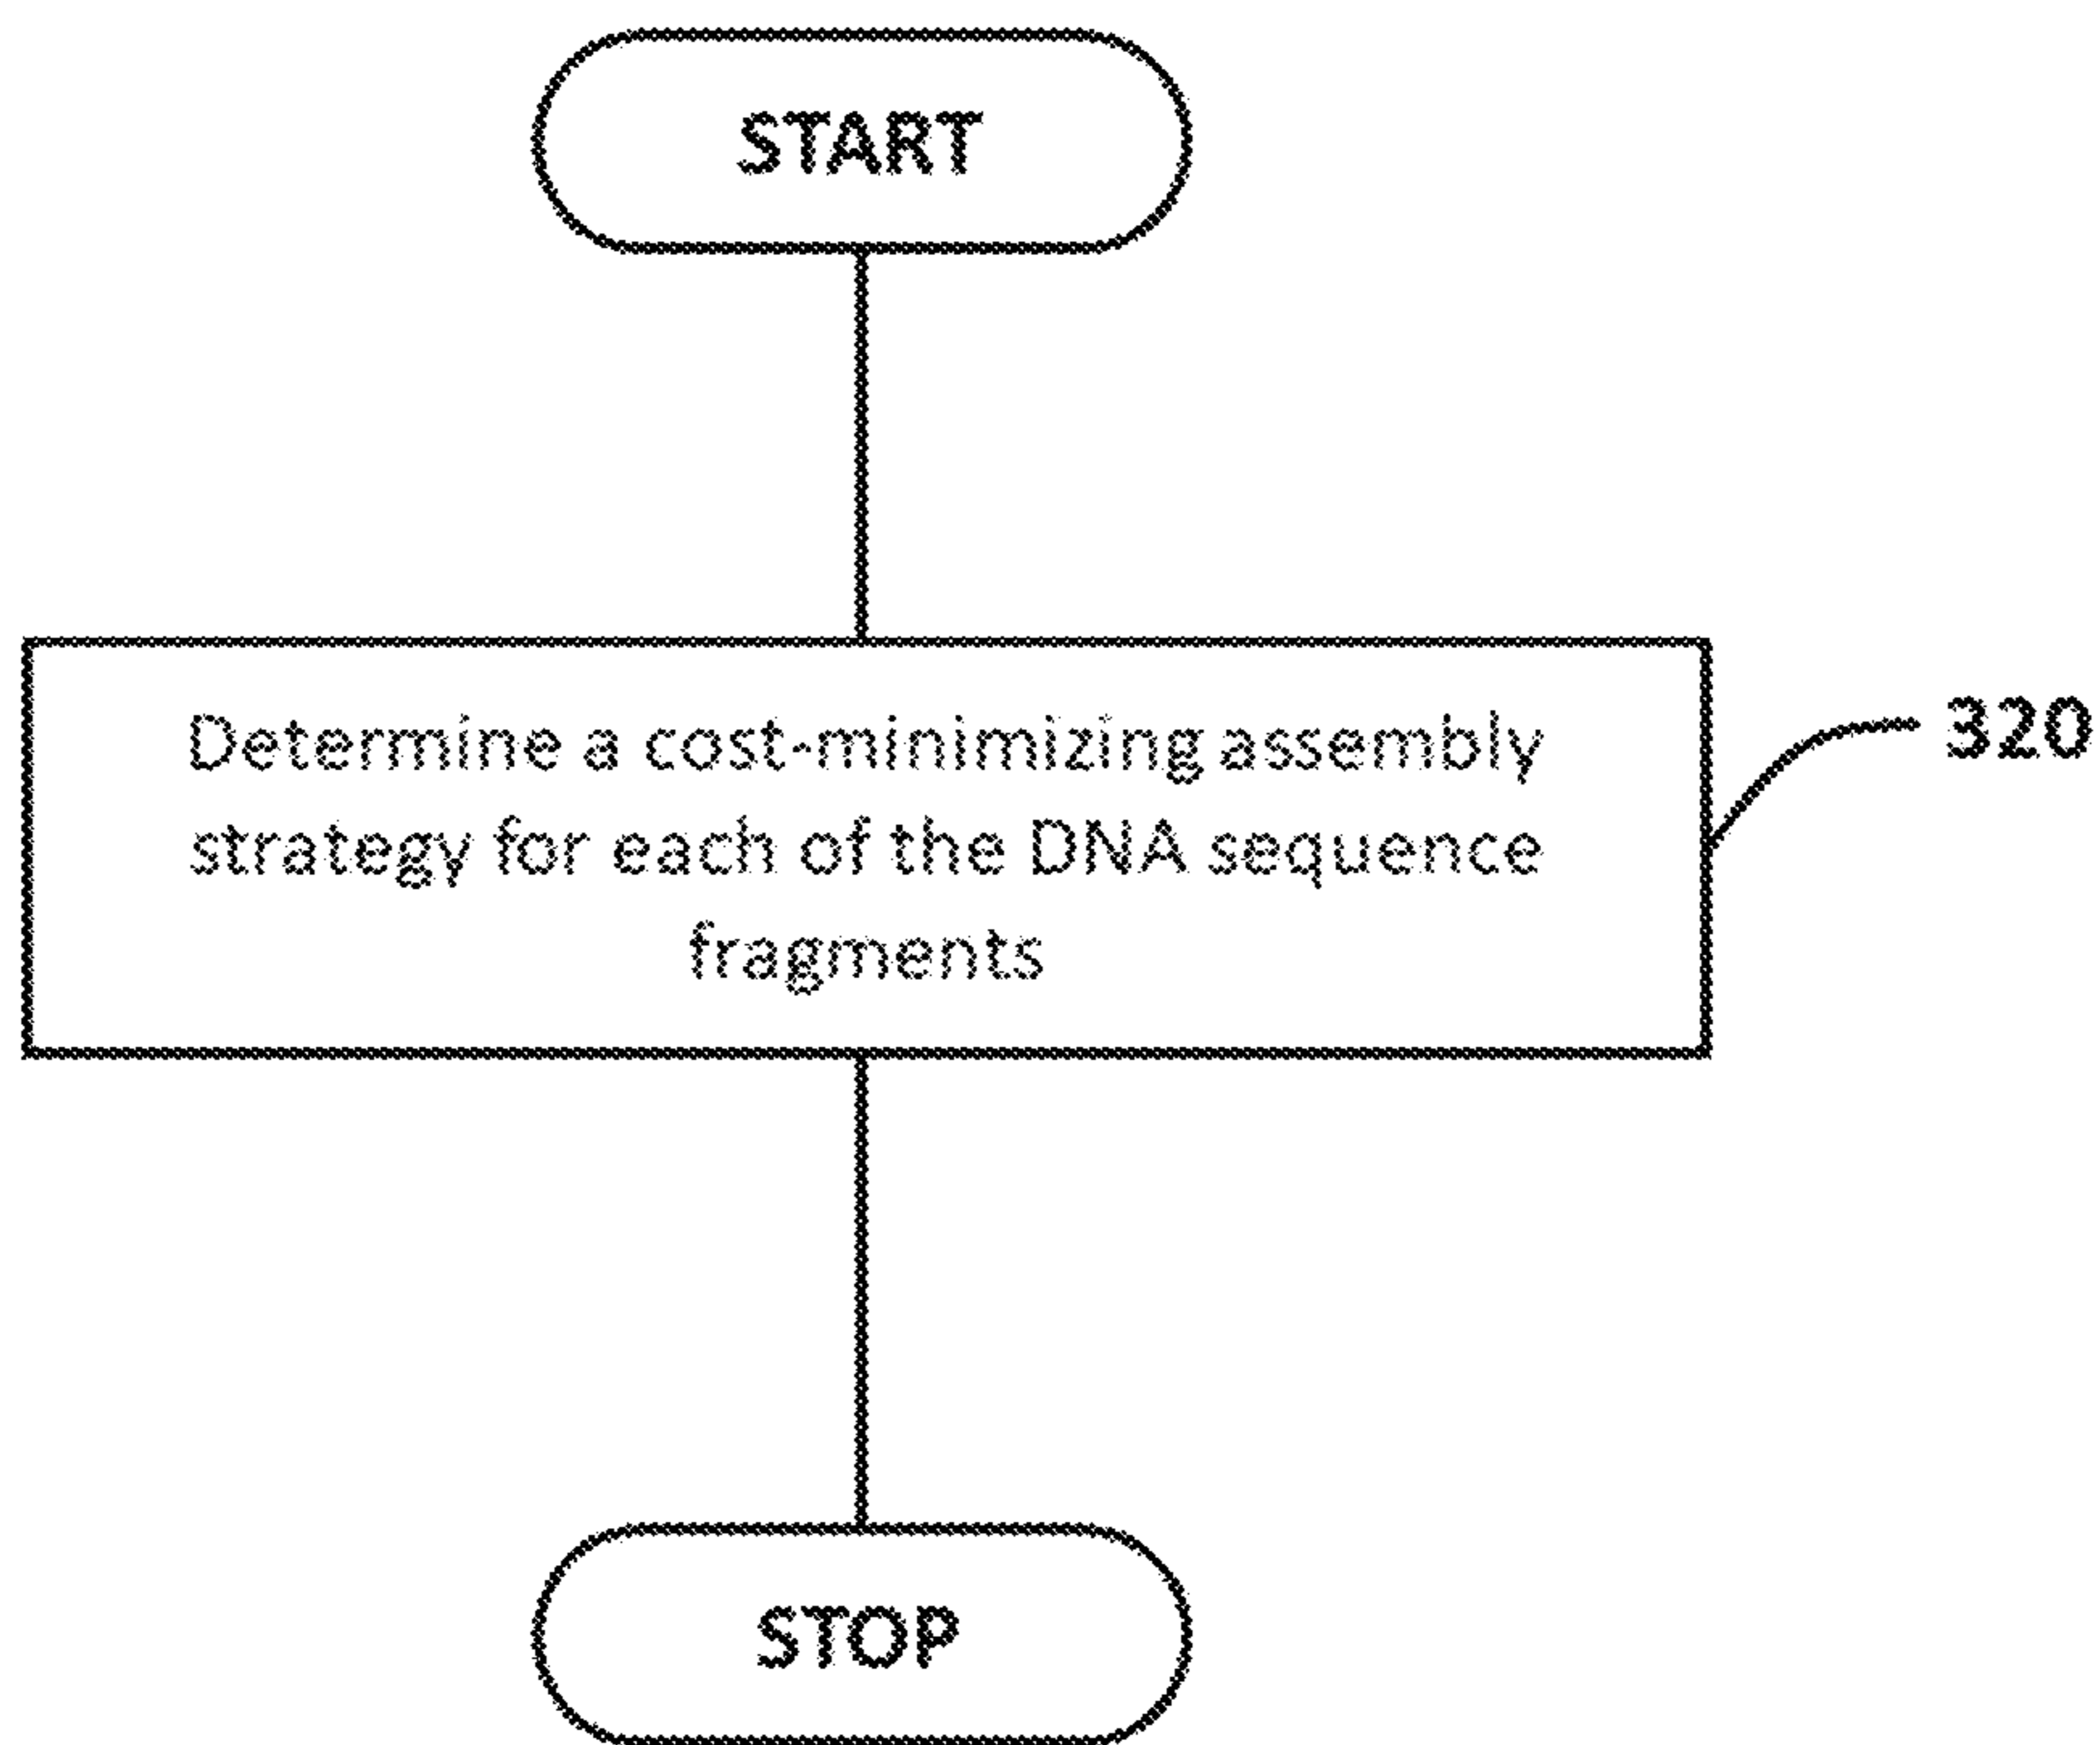 START
Determine a cost-minimizing assembly
strategy for each of the DNA sequence
fragments
320
STOP